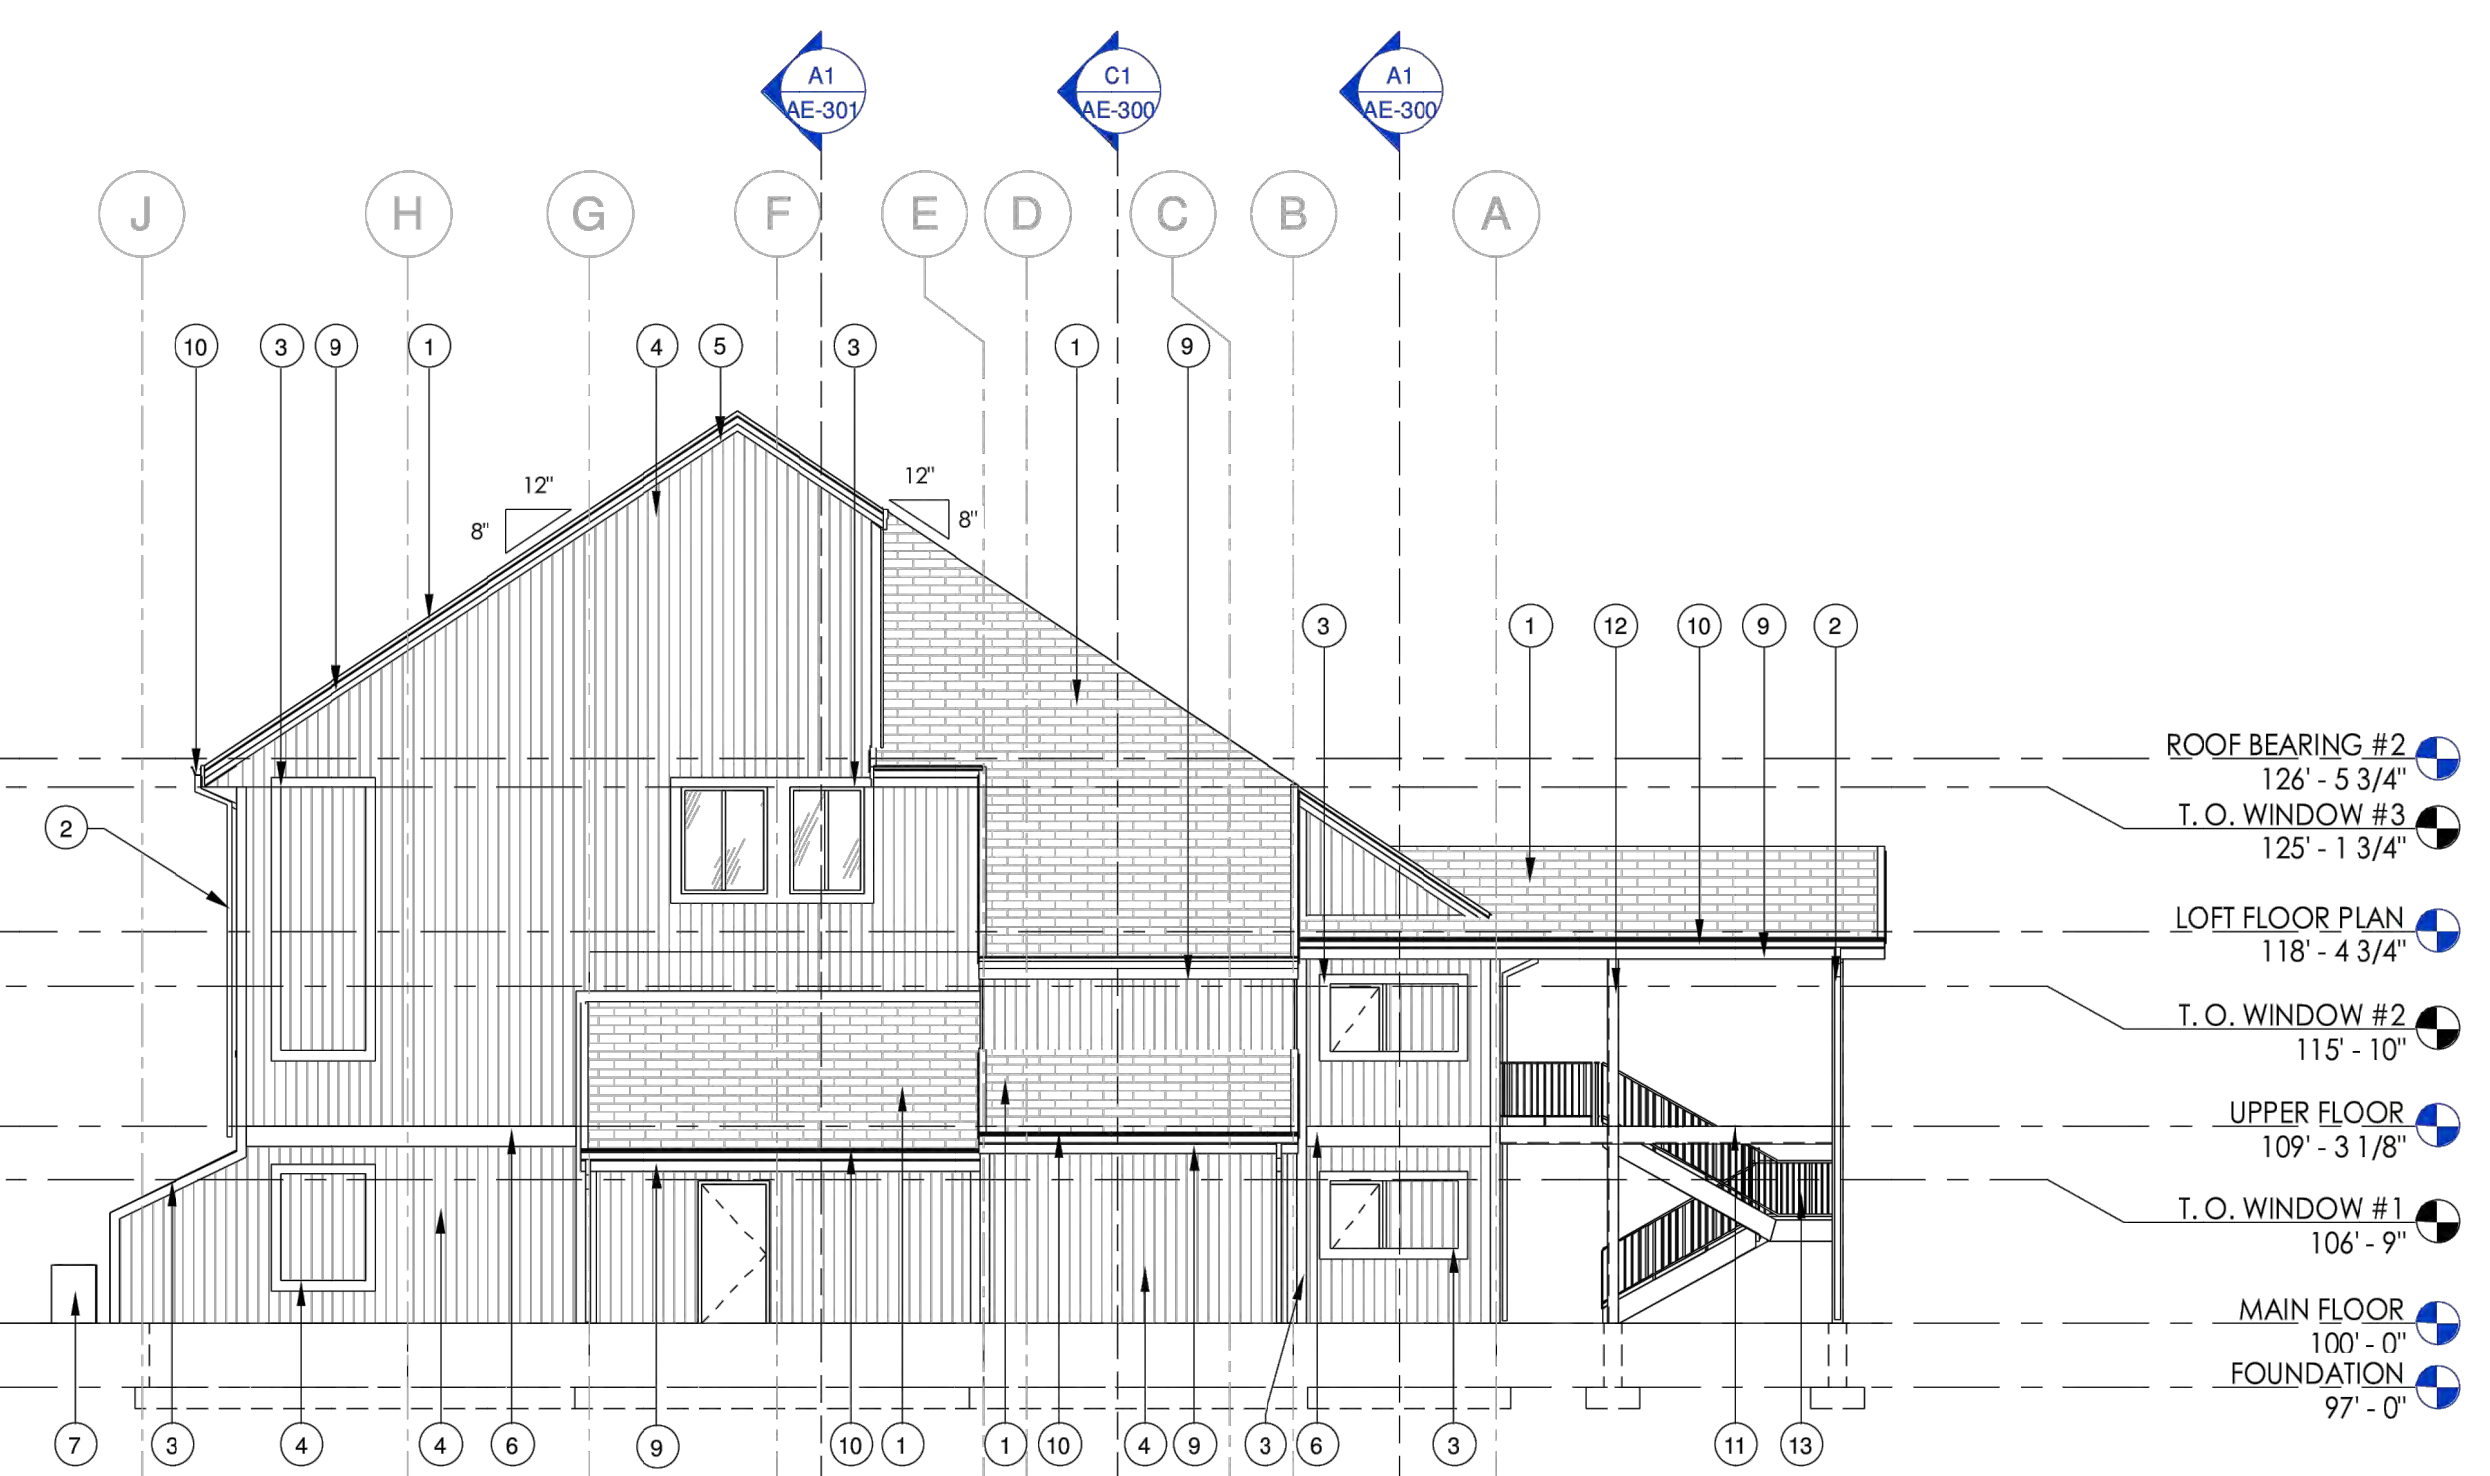 A1
AE-301
C1
AE-300
A1
AE-300
J
H
G
F
E
D
C
B
A
10
3
9
1
4
5
3
1
9
12"
8"
12"
8"
3
1
12
10
9
2
2
ROOF BEARING #2
126' - 5 3/4"
T. O. WINDOW #3
125' - 1 3/4"
LOFT FLOOR PLAN
118' - 4 3/4"
T. O. WINDOW #2
115' - 10"
UPPER FLOOR
109' - 3 1/8"
T. O. WINDOW #1
106' - 9"
MAIN FLOOR
100' - 0"
FOUNDATION
97' - 0"
7
3
4
4
6
9
10
1
1
10
4
9
3
6
3
11
13